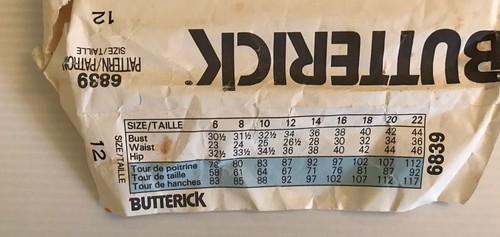 BUTTERICK
12
SIZE/TAILLE
PATTERN/PATRON
6839
SIZE/TAILLE 6 8 10 12 14 16 18 20 22
Bust 30½ 31½ 32½ 34 36 38 40 42 44
Waist 23 24 25 26½ 28 30 32 34 36
Hip 32½ 33½ 34½ 36 38 40 42 44 46
Tour de poitrine 78 80 83 87 92 97 102 107 112
Tour de taille 58 61 64 67 71 76 81 87 92
Tour de hanches 83 85 88 92 97 102 107 112 117
BUTTERICK
12
SIZE/TAILLE
6839